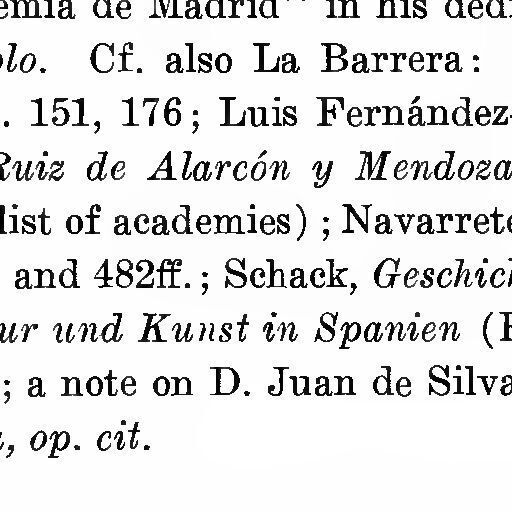 emia de Madrid" in his dedi
olo. Cf. also La Barrera:
. 151, 176; Luis Fernández-
Ruiz de Alarcón y Mendoza
list of academies); Navarrete
and 482ff.; Schack, Geschich
ur und Kunst in Spanien (
; a note on D. Juan de Silva
, op. cit.